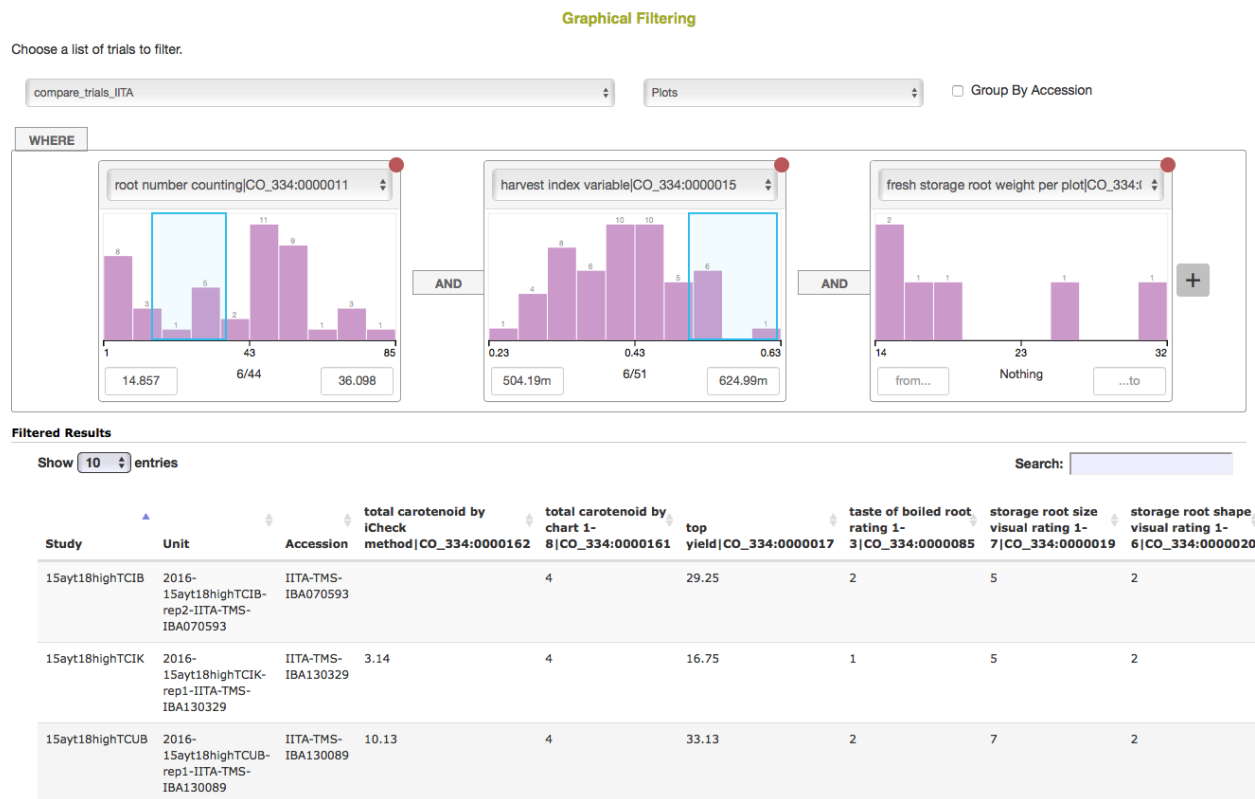 Graphical Filtering
Choose a list of trials to filter.
compare_trials_IITA
Plots
Group By Accession
WHERE
root number counting|CO_334:0000011
8
3
1
5
2
11
9
1
3
1
1 43 85
14.857
6/44
36.098
AND
harvest index variable|CO_334:0000015
1
4
8
6
10
10
5
6
1
0.23 0.43 0.63
504.19m
6/51
624.99m
AND
fresh storage root weight per plot|CO_334:(
2
1
1
1
1
14 23 32
from...
Nothing
...to
+
Filtered Results
Show 10 entries
Search:
total carotenoid by total carotenoid by taste of boiled root storage root size storage root shape
iCheck chart 1- top rating 1- visual rating 1- visual rating 1-
Study Unit Accession method|CO_334:0000162 8|CO_334:0000161 yield|CO_334:0000017 3|CO_334:0000085 7|CO_334:0000019 6|CO_334:0000020
15ayt18highTCIB 2016- IITA-TMS- 4 29.25 2 5 2
15ayt18highTCIB- IBA070593
rep2-IITA-TMS-
IBA070593
15ayt18highTCIK 2016- IITA-TMS- 3.14 4 16.75 1 5 2
15ayt18highTCIK- IBA130329
rep1-IITA-TMS-
IBA130329
15ayt18highTCUB 2016- IITA-TMS- 10.13 4 33.13 2 7 2
15ayt18highTCUB- IBA130089
rep1-IITA-TMS-
IBA130089